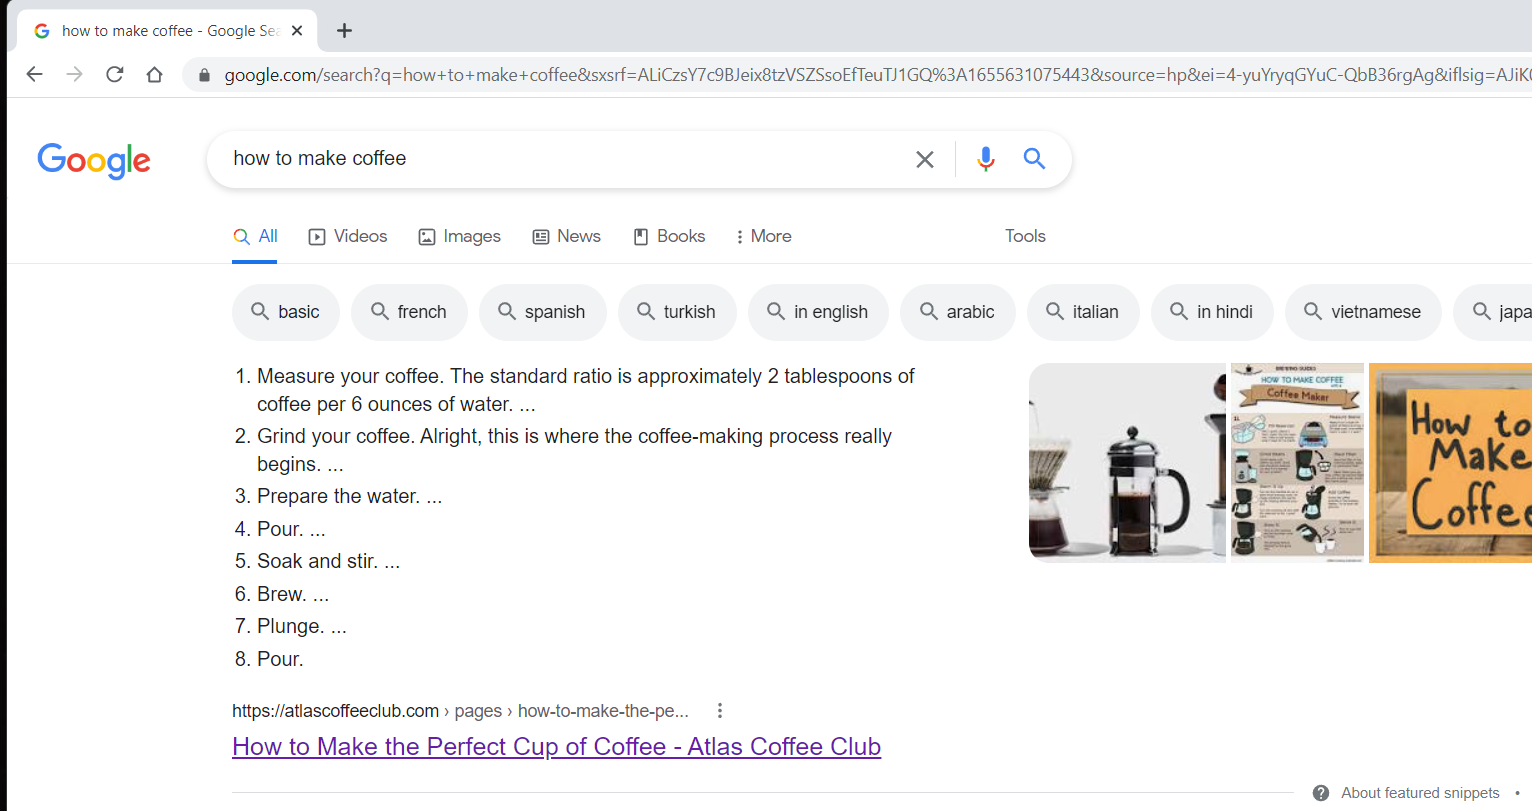 how to make coffee - Google Sea
google.com/search?q=how+to+make+coffee&sxsrf=ALiCzsY7c9BJeix8tzVSZSsoEfTeuTJ1GQ%3A1655631075443&source=hp&ei=4-yuYryqGYuC-QbB36rgAg&iflsig=AJiK0
Google
how to make coffee
All Videos Images News Books More Tools
basic french spanish turkish in english arabic italian in hindi vietnamese japa
1. Measure your coffee. The standard ratio is approximately 2 tablespoons of
coffee per 6 ounces of water. ...
2. Grind your coffee. Alright, this is where the coffee-making process really
begins. ...
3. Prepare the water. ...
4. Pour. ...
5. Soak and stir. ...
6. Brew. ...
7. Plunge. ...
8. Pour.
BREWING GUIDES
HOW TO MAKE COFFEE
Coffee Maker
How to
Make
Coffee
https://atlascoffeeclub.com › pages › how-to-make-the-pe...
How to Make the Perfect Cup of Coffee - Atlas Coffee Club
About featured snippets •